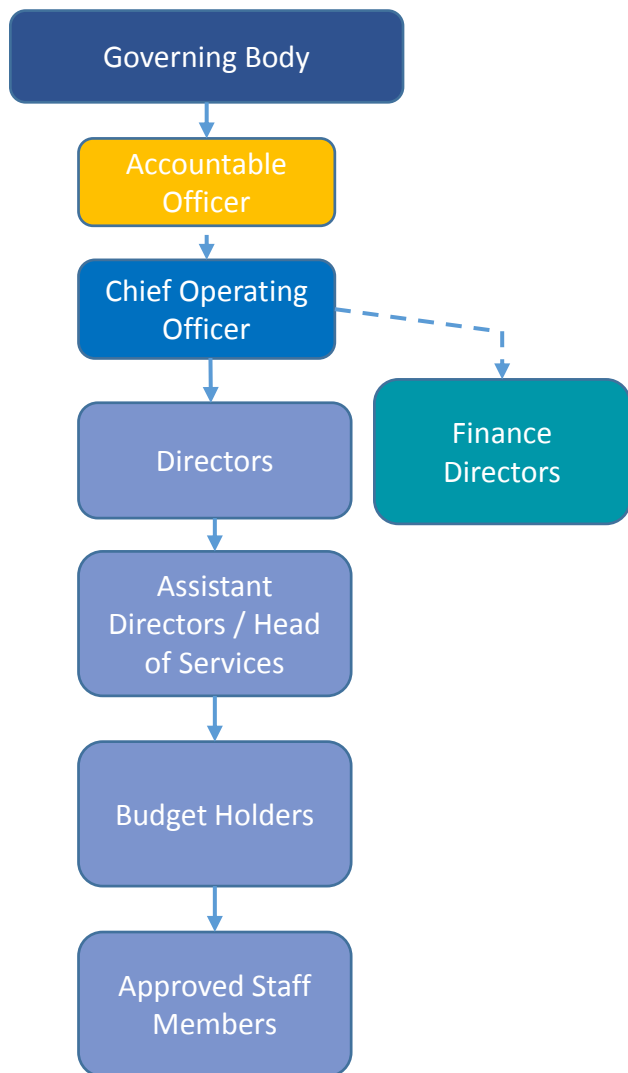 Governing Body
Accountable
Officer
Chief Operating
Officer
Directors
Finance
Directors
Assistant
Directors / Head
of Services
Budget Holders
Approved Staff
Members